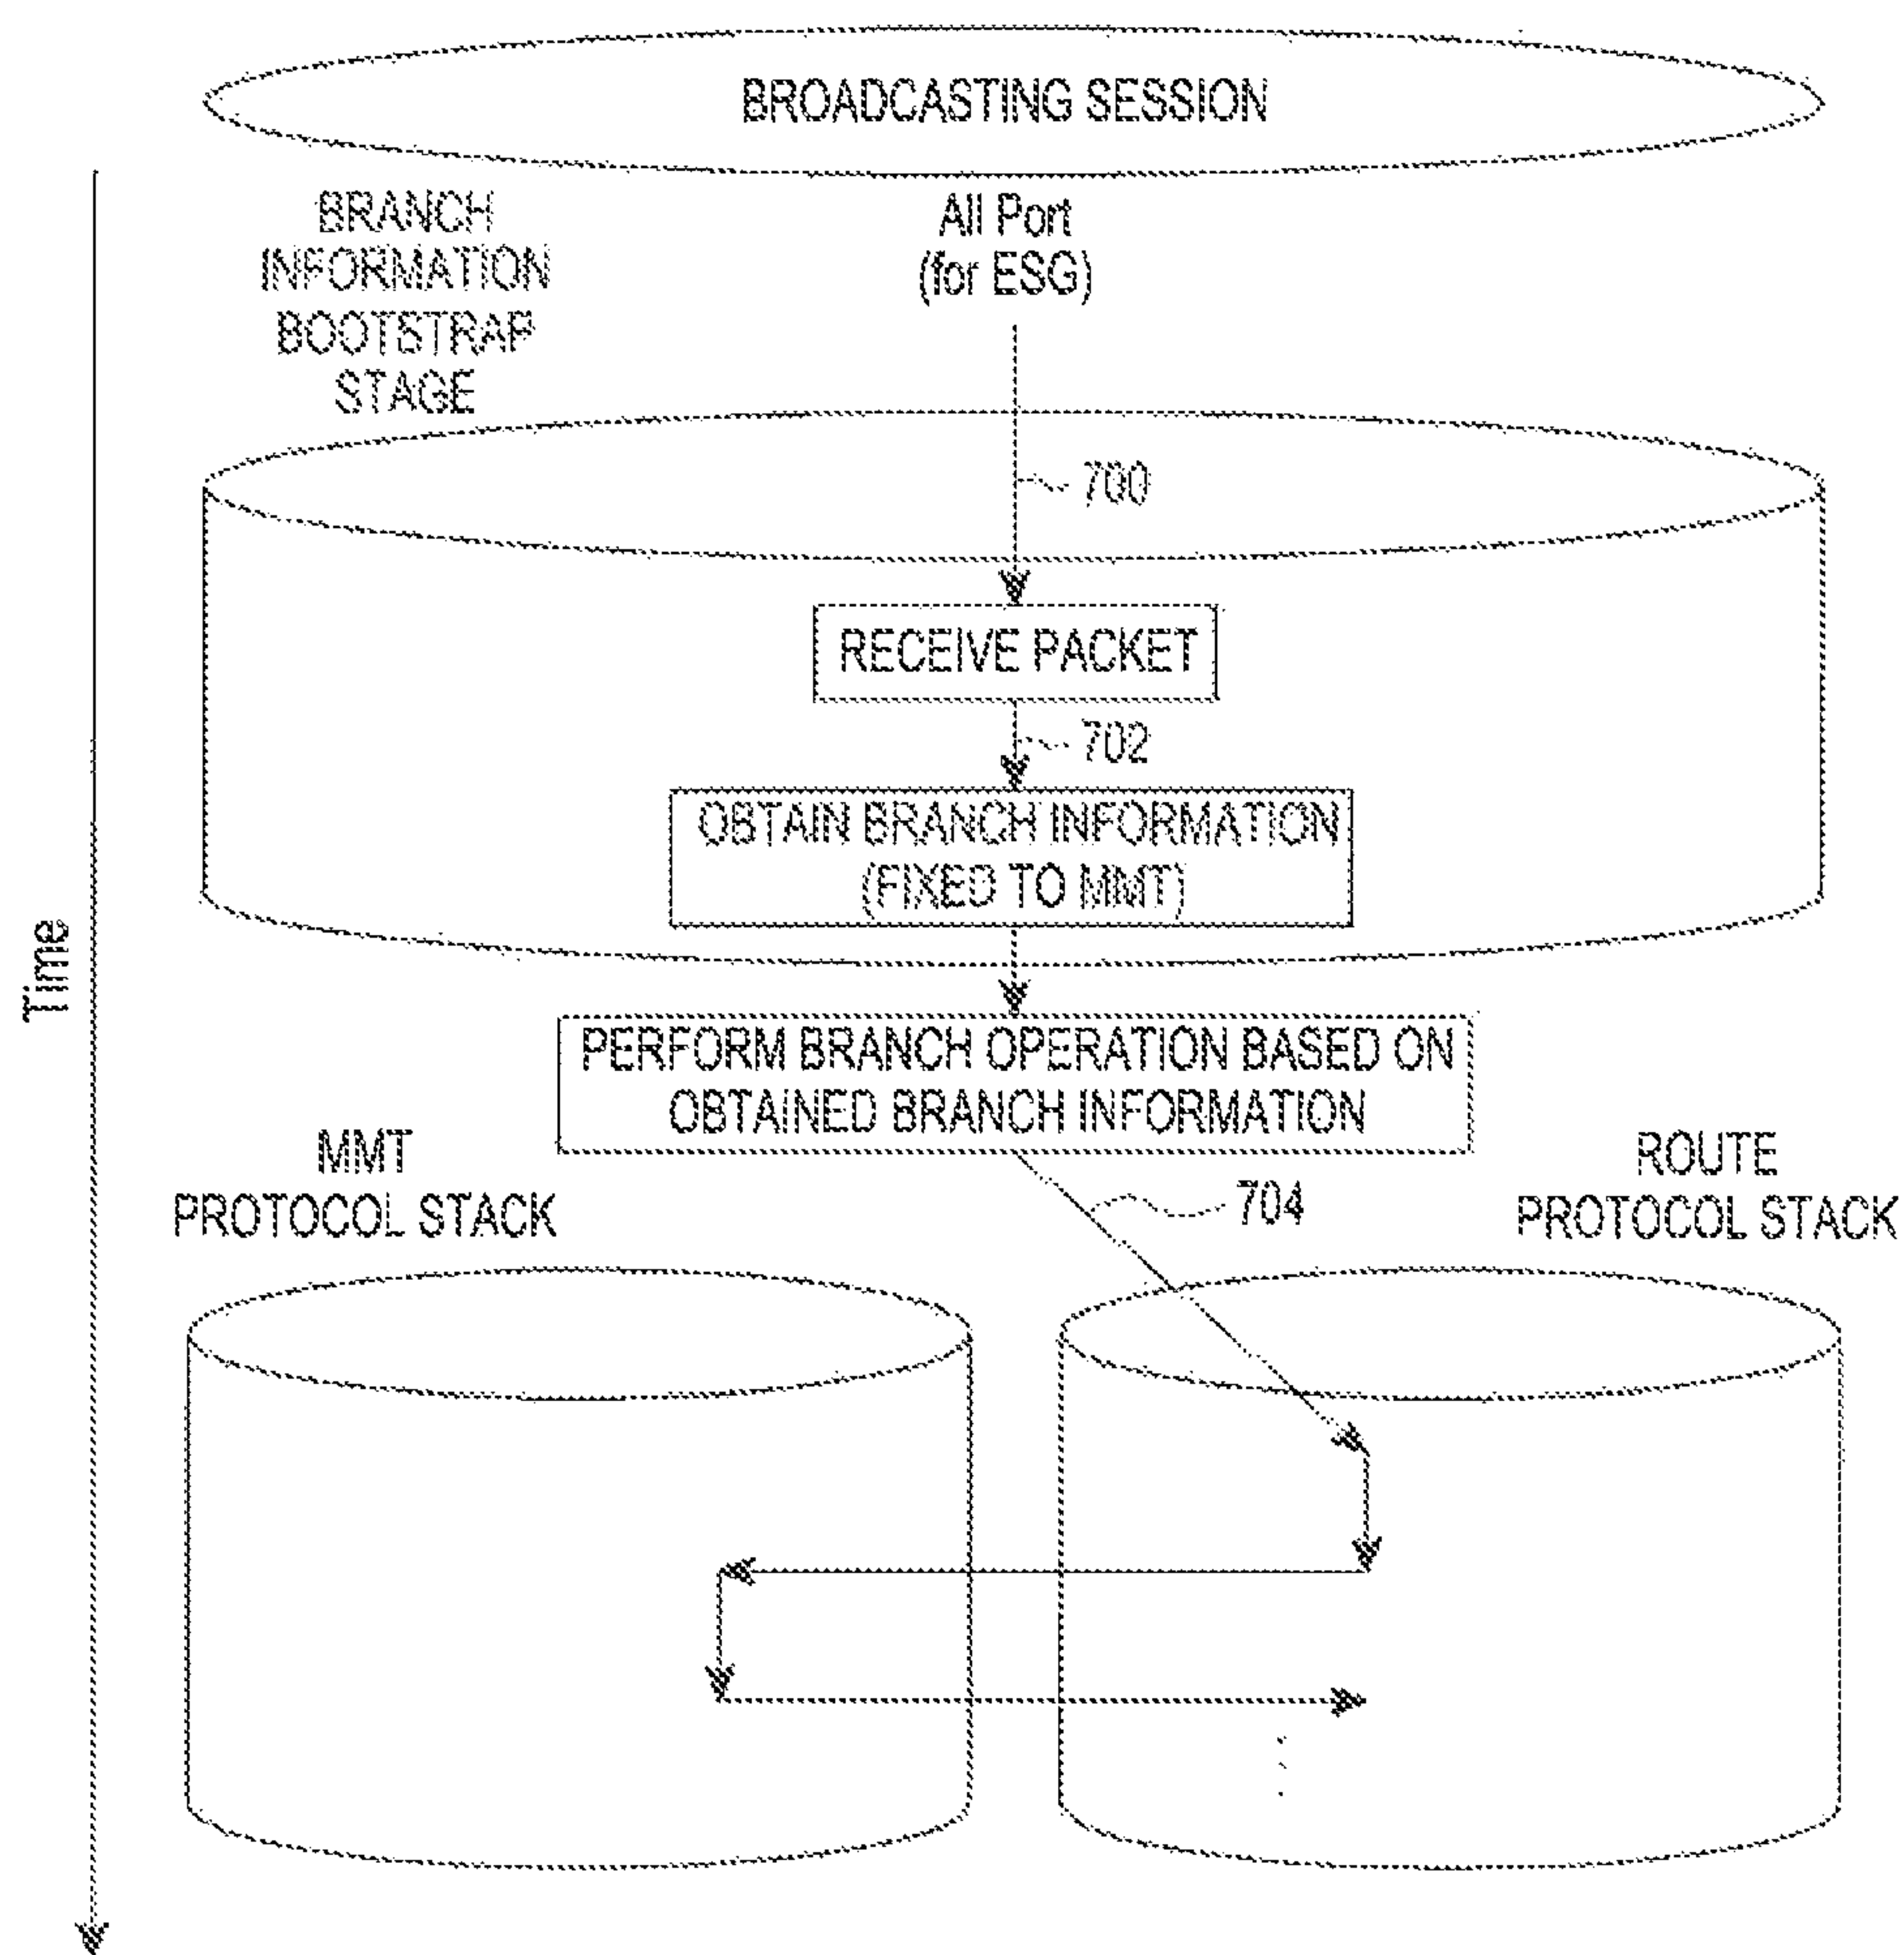 BROADCASTING SESSION
BRANCH
INFORMATION
BOOTSTRAP
STAGE
All Port
(for ESG)
700
RECEIVE PACKET
702
OBTAIN BRANCH INFORMATION
(FIXED TO MMT)
Time
PERFORM BRANCH OPERATION BASED ON
OBTAINED BRANCH INFORMATION
MMT
PROTOCOL STACK
704
ROUTE
PROTOCOL STACK